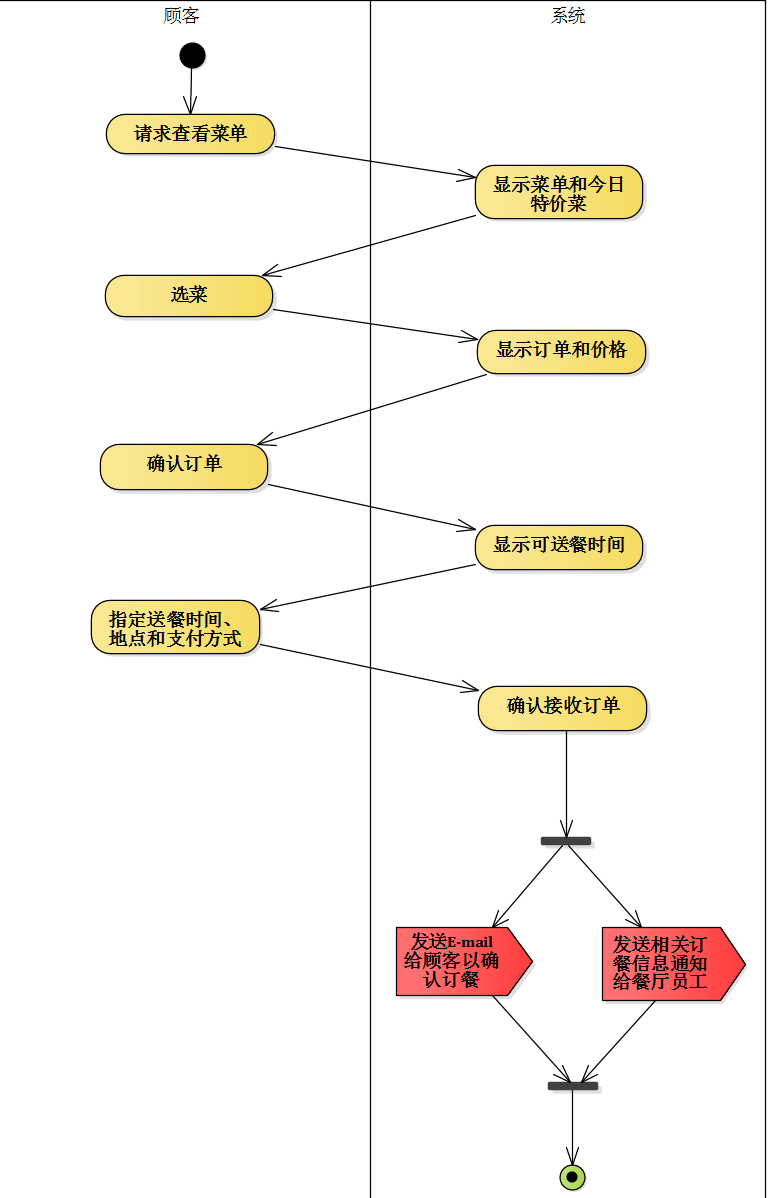 顾客
系统
请求查看菜单
显示菜单和今日
特价菜
选菜
显示订单和价格
确认订单
显示可送餐时间
指定送餐时间、
地点和支付方式
确认接收订单
发送E-mail
给顾客以确
认订餐
发送相关订
餐信息通知
给餐厅员工